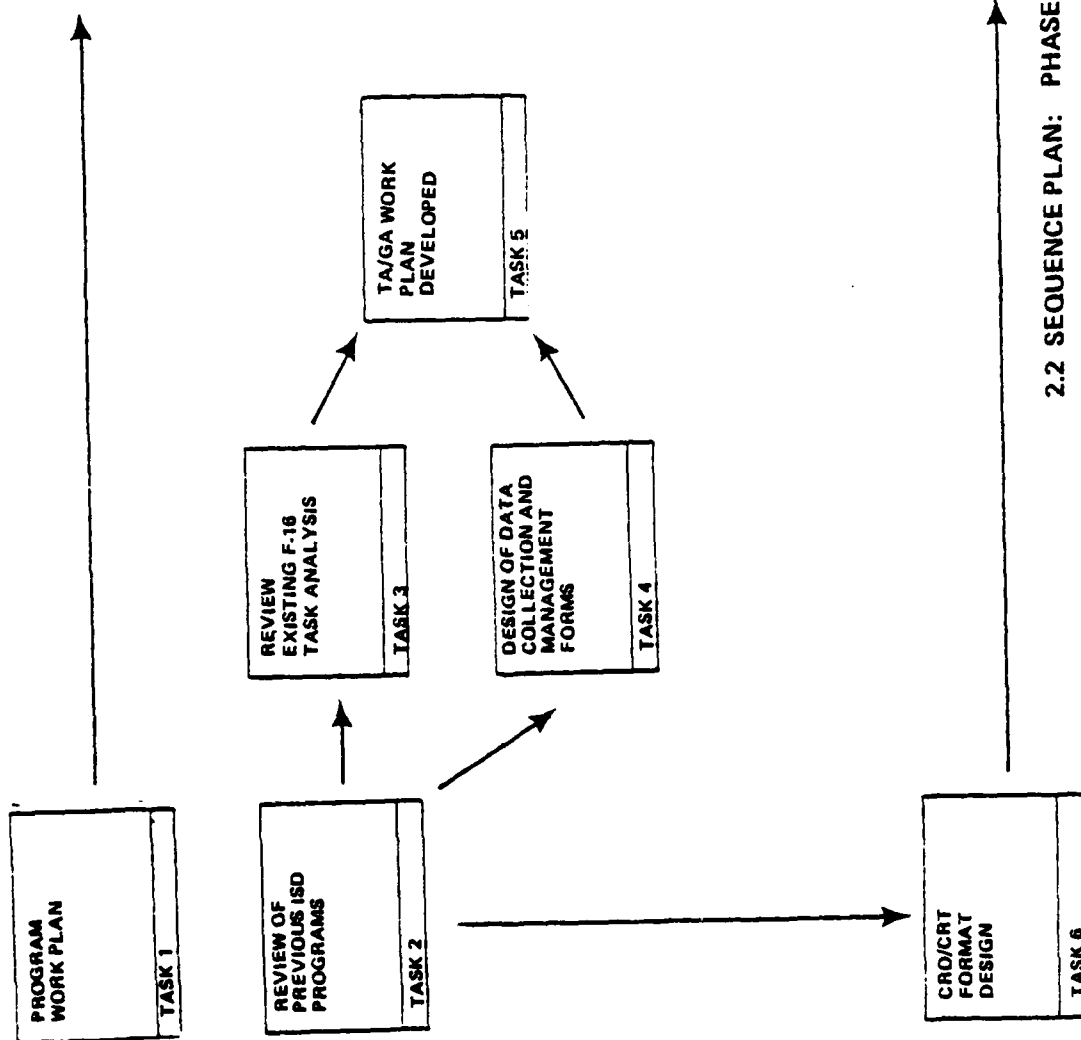 PROGRAM
WORK PLAN
TASK 1
REVIEW OF
PREVIOUS ISD
PROGRAMS
TASK 2
REVIEW
EXISTING F-16
TASK ANALYSIS
TASK 3
DESIGN OF DATA
COLLECTION AND
MANAGEMENT
FORMS
TASK 4
TA/GA WORK
PLAN
DEVELOPED
TASK 5
CRO/CRT
FORMAT
DESIGN
TASK 6
2.2 SEQUENCE PLAN: PHASE